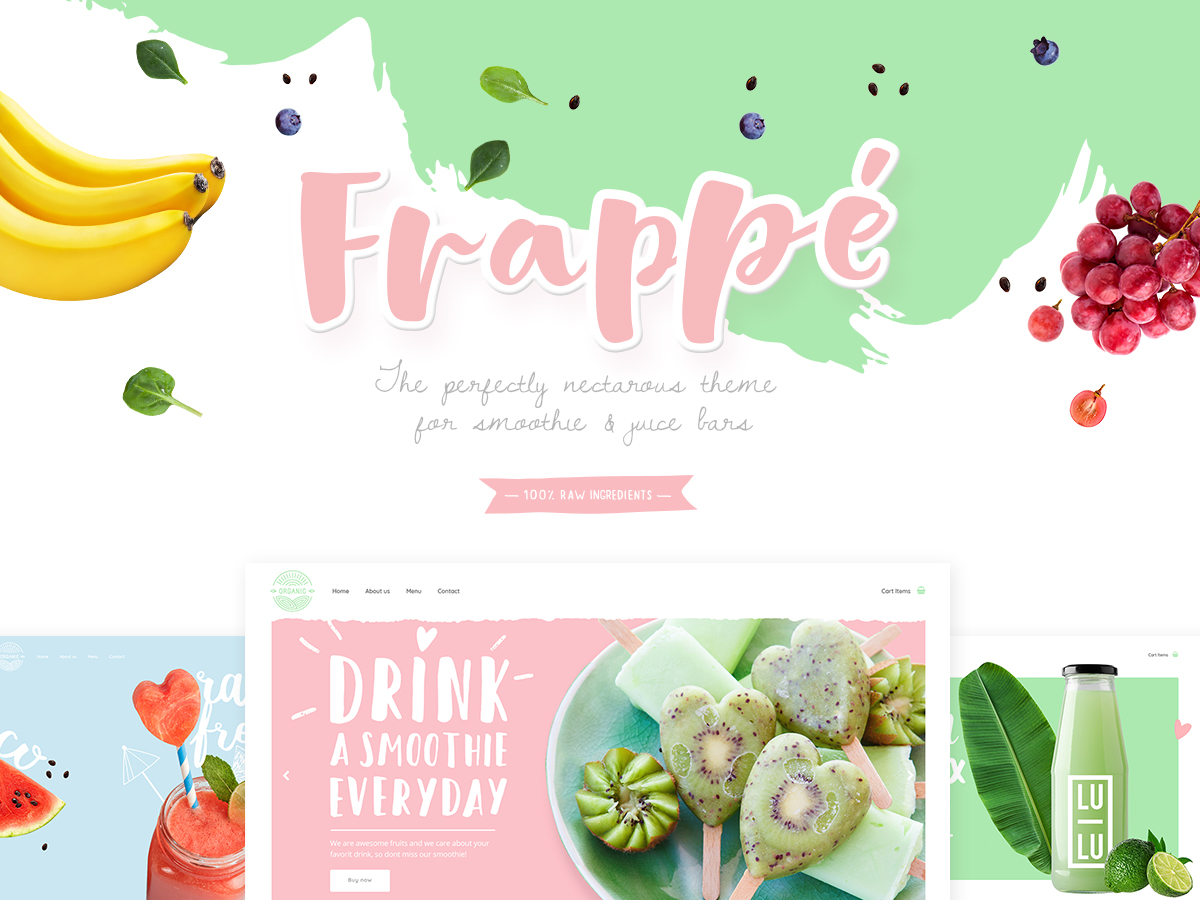 Frappé
The perfectly nectarous theme
for smoothie & juice bars
— 100% RAW INGREDIENTS —
ORGANIC
Home About us Menu Contact
Cart Items
DRINK
A SMOOTHIE
EVERYDAY
We are awesome fruits and we care about your
favorit drink, so dont miss our smoothie!
Buy now
ORGANIC
Home About us Menu Contact
Cart Items
LU
LU